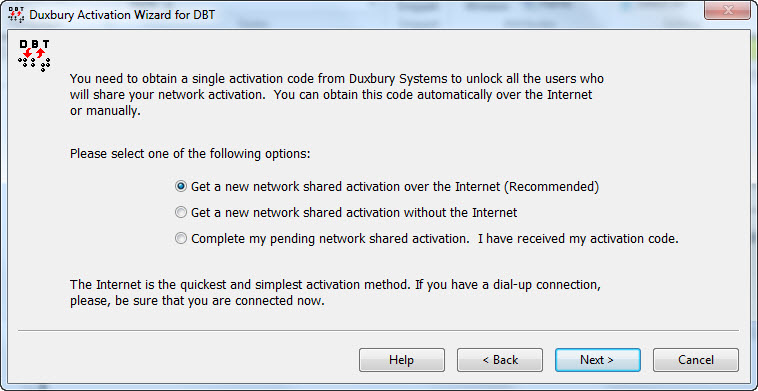 Duxbury Activation Wizard for DBT
DBT
You need to obtain a single activation code from Duxbury Systems to unlock all the users who
will share your network activation.  You can obtain this code automatically over the Internet
or manually.
Please select one of the following options:
Get a new network shared activation over the Internet (Recommended)
Get a new network shared activation without the Internet
Complete my pending network shared activation.  I have received my activation code.
The Internet is the quickest and simplest activation method. If you have a dial-up connection,
please, be sure that you are connected now.
Help
< Back
Next >
Cancel